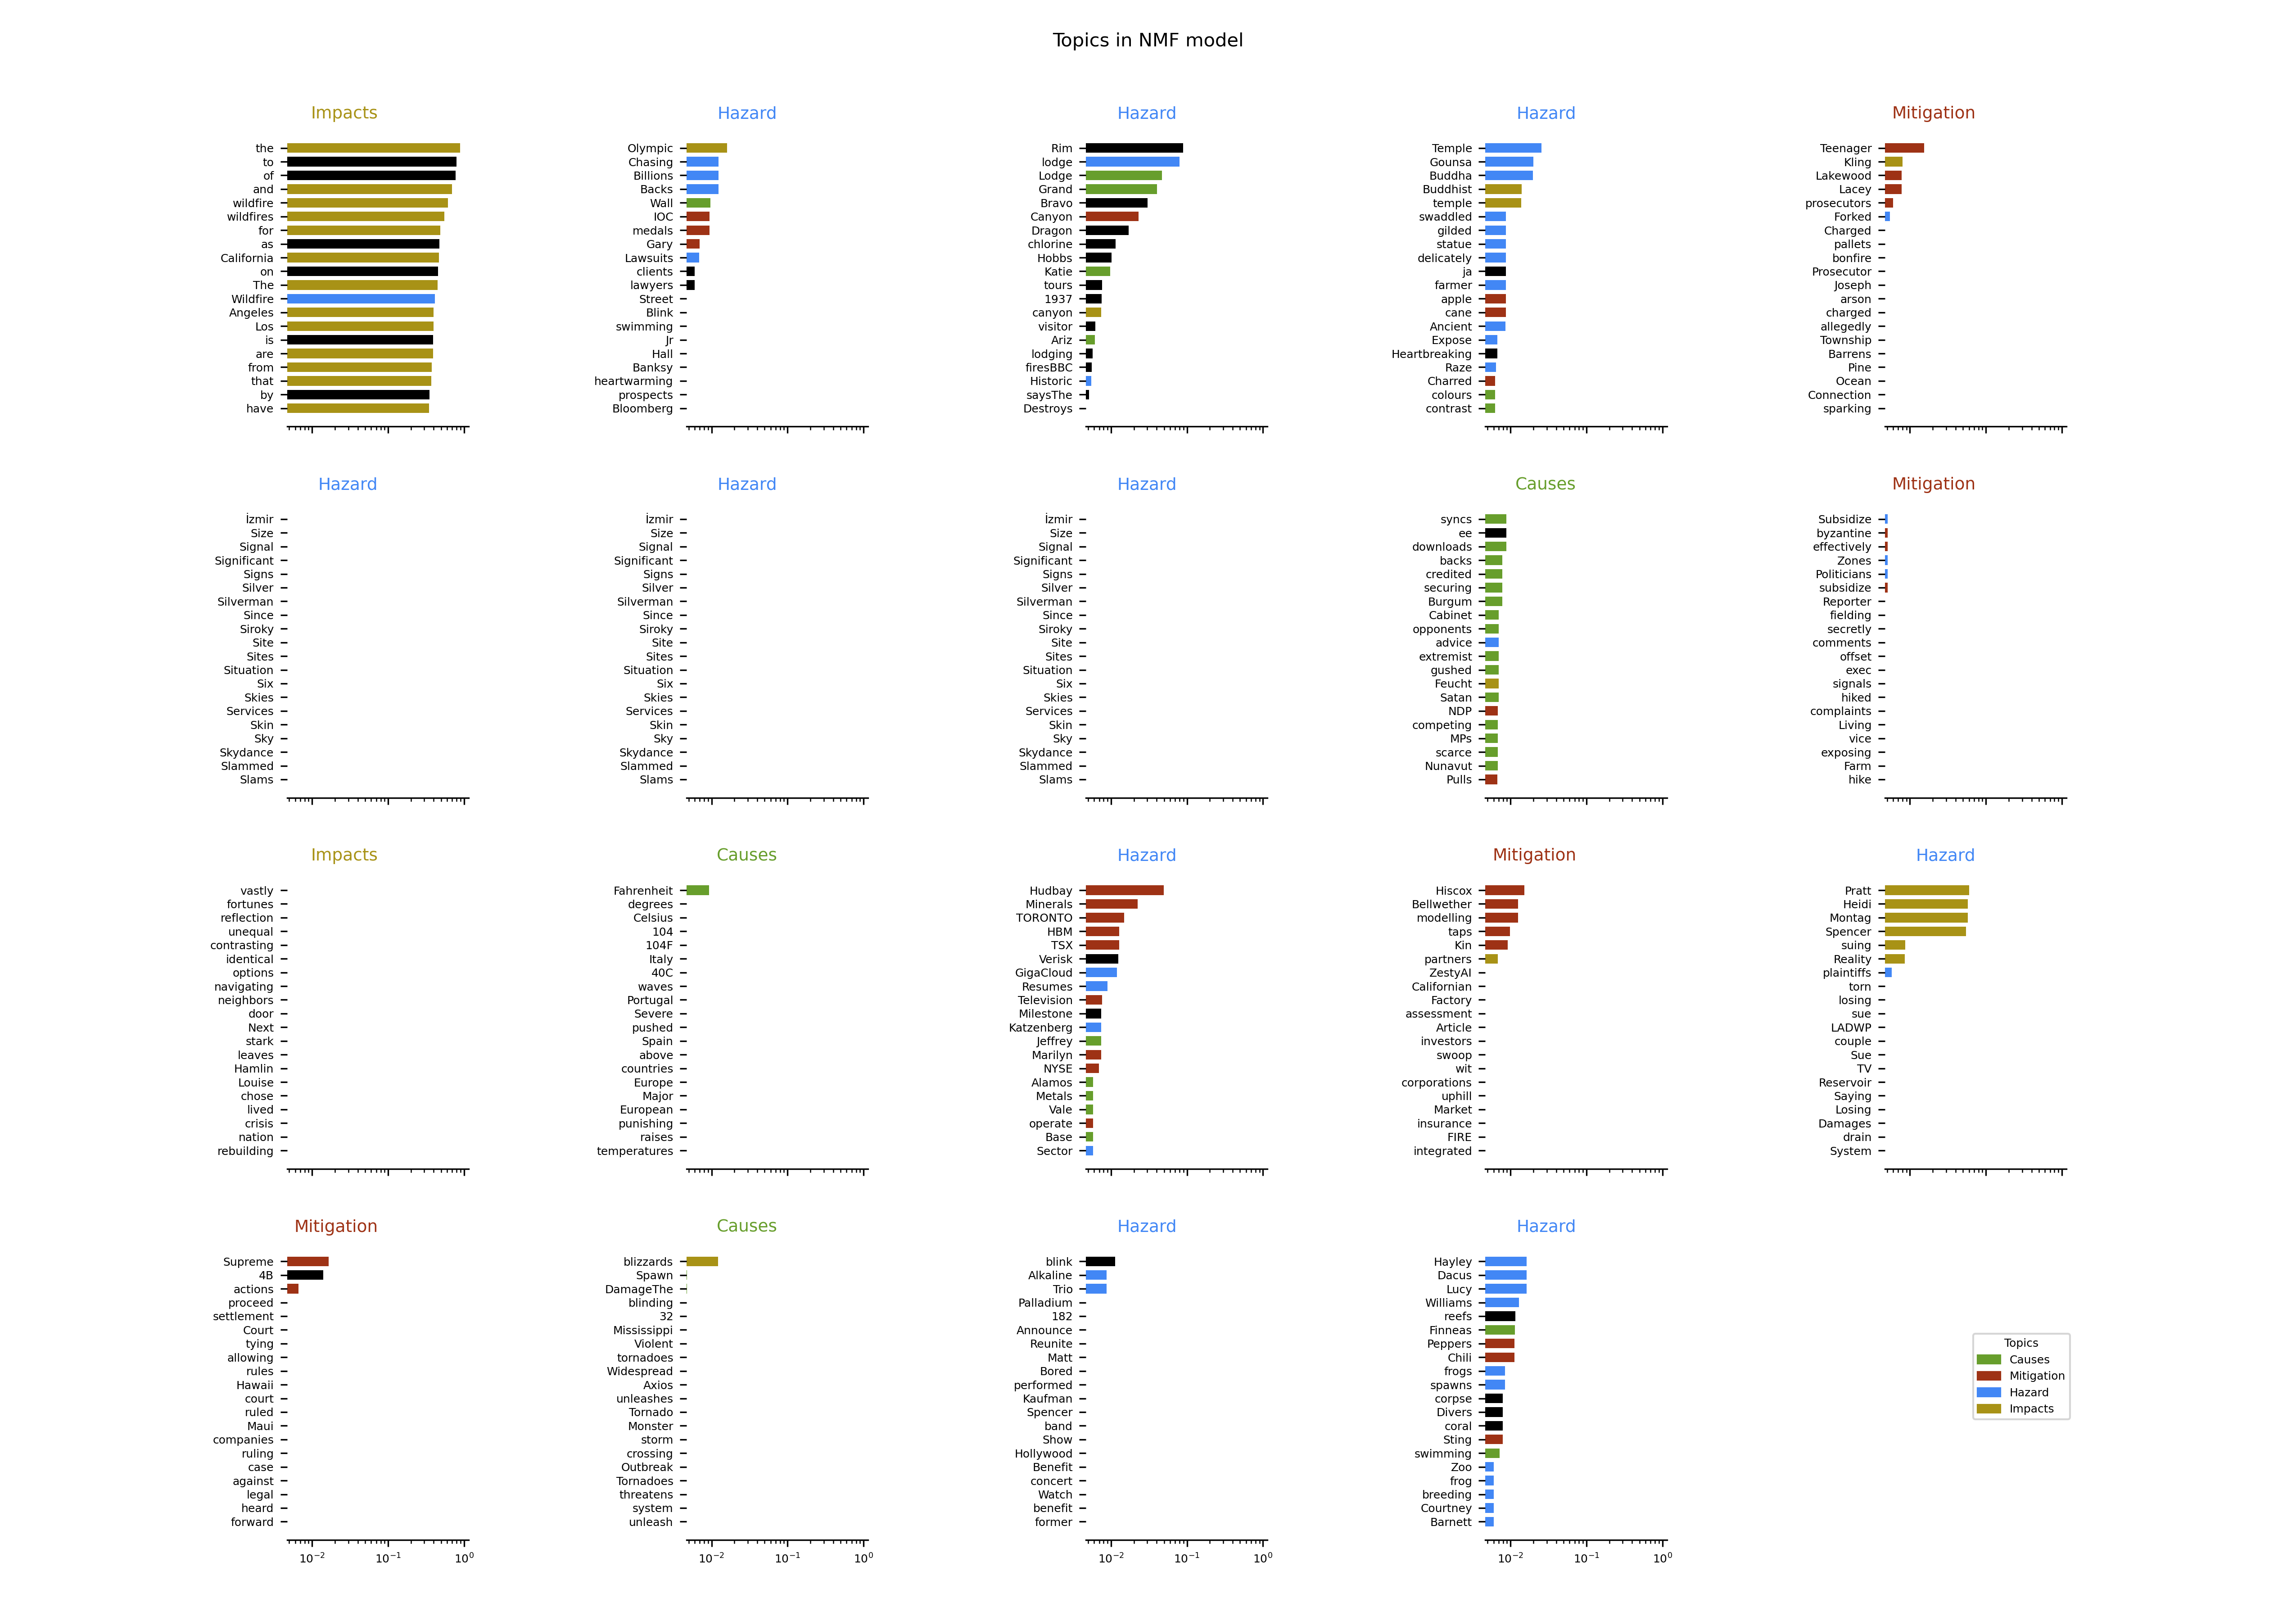 Topics in NMF model
Impacts
the
to
of
and
wildfire
wildfires
for
as
California
on
The
Wildfire
Angeles
Los
is
are
from
that
by
have
Hazard
Olympic
Chasing
Billions
Backs
Wall
IOC
medals
Gary
Lawsuits
clients
lawyers
Street
Blink
swimming
Jr
Hall
Banksy
heartwarming
prospects
Bloomberg
Hazard
Rim
lodge
Lodge
Grand
Bravo
Canyon
Dragon
chlorine
Hobbs
Katie
tours
1937
canyon
visitor
Ariz
lodging
firesBBC
Historic
saysThe
Destroys
Hazard
Temple
Gounsa
Buddha
Buddhist
temple
swaddled
gilded
statue
delicately
ja
farmer
apple
cane
Ancient
Expose
Heartbreaking
Raze
Charred
colours
contrast
Mitigation
Teenager
Kling
Lakewood
Lacey
prosecutors
Forked
Charged
pallets
bonfire
Prosecutor
Joseph
arson
charged
allegedly
Township
Barrens
Pine
Ocean
Connection
sparking
Hazard
İzmir
Size
Signal
Significant
Signs
Silver
Silverman
Since
Siroky
Site
Sites
Situation
Six
Skies
Services
Skin
Sky
Skydance
Slammed
Slams
Hazard
İzmir
Size
Signal
Significant
Signs
Silver
Silverman
Since
Siroky
Site
Sites
Situation
Six
Skies
Services
Skin
Sky
Skydance
Slammed
Slams
Hazard
İzmir
Size
Signal
Significant
Signs
Silver
Silverman
Since
Siroky
Site
Sites
Situation
Six
Skies
Services
Skin
Sky
Skydance
Slammed
Slams
Causes
syncs
ee
downloads
backs
credited
securing
Burgum
Cabinet
opponents
advice
extremist
gushed
Feucht
Satan
NDP
competing
MPs
scarce
Nunavut
Pulls
Mitigation
Subsidize
byzantine
effectively
Zones
Politicians
subsidize
Reporter
fielding
secretly
comments
offset
exec
signals
hiked
complaints
Living
vice
exposing
Farm
hike
Impacts
vastly
fortunes
reflection
unequal
contrasting
identical
options
navigating
neighbors
door
Next
stark
leaves
Hamlin
Louise
chose
lived
crisis
nation
rebuilding
Causes
Fahrenheit
degrees
Celsius
104
104F
Italy
40C
waves
Portugal
Severe
pushed
Spain
above
countries
Europe
Major
European
punishing
raises
temperatures
Hazard
Hudbay
Minerals
TORONTO
HBM
TSX
Verisk
GigaCloud
Resumes
Television
Milestone
Katzenberg
Jeffrey
Marilyn
NYSE
Alamos
Metals
Vale
operate
Base
Sector
Mitigation
Hiscox
Bellwether
modelling
taps
Kin
partners
ZestyAI
Californian
Factory
assessment
Article
investors
swoop
wit
corporations
uphill
Market
insurance
FIRE
integrated
Hazard
Pratt
Heidi
Montag
Spencer
suing
Reality
plaintiffs
torn
losing
sue
LADWP
couple
Sue
TV
Reservoir
Saying
Losing
Damages
drain
System
Mitigation
Supreme
4B
actions
proceed
settlement
Court
tying
allowing
rules
Hawaii
court
ruled
Maui
companies
ruling
case
against
legal
heard
forward
10⁻² 10⁻¹ 10⁰
Causes
blizzards
Spawn
DamageThe
blinding
32
Mississippi
Violent
tornadoes
Widespread
Axios
unleashes
Tornado
Monster
storm
crossing
Outbreak
Tornadoes
threatens
system
unleash
10⁻² 10⁻¹ 10⁰
Hazard
blink
Alkaline
Trio
Palladium
182
Announce
Reunite
Matt
Bored
performed
Kaufman
Spencer
band
Show
Hollywood
Benefit
concert
Watch
benefit
former
10⁻² 10⁻¹ 10⁰
Hazard
Hayley
Dacus
Lucy
Williams
reefs
Finneas
Peppers
Chili
frogs
spawns
corpse
Divers
coral
Sting
swimming
Zoo
frog
breeding
Courtney
Barnett
10⁻² 10⁻¹ 10⁰
Topics
Causes
Mitigation
Hazard
Impacts